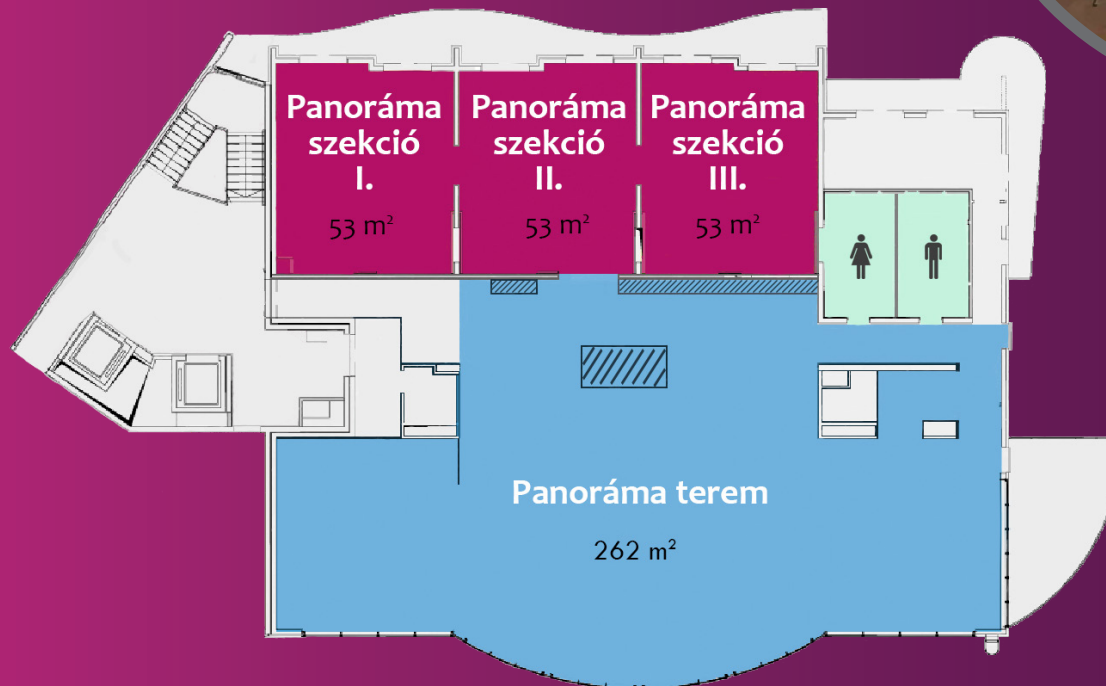 Panoráma
szekció
I.
53 m²
Panoráma
szekció
II.
53 m²
Panoráma
szekció
III.
53 m²
Panoráma terem
262 m²